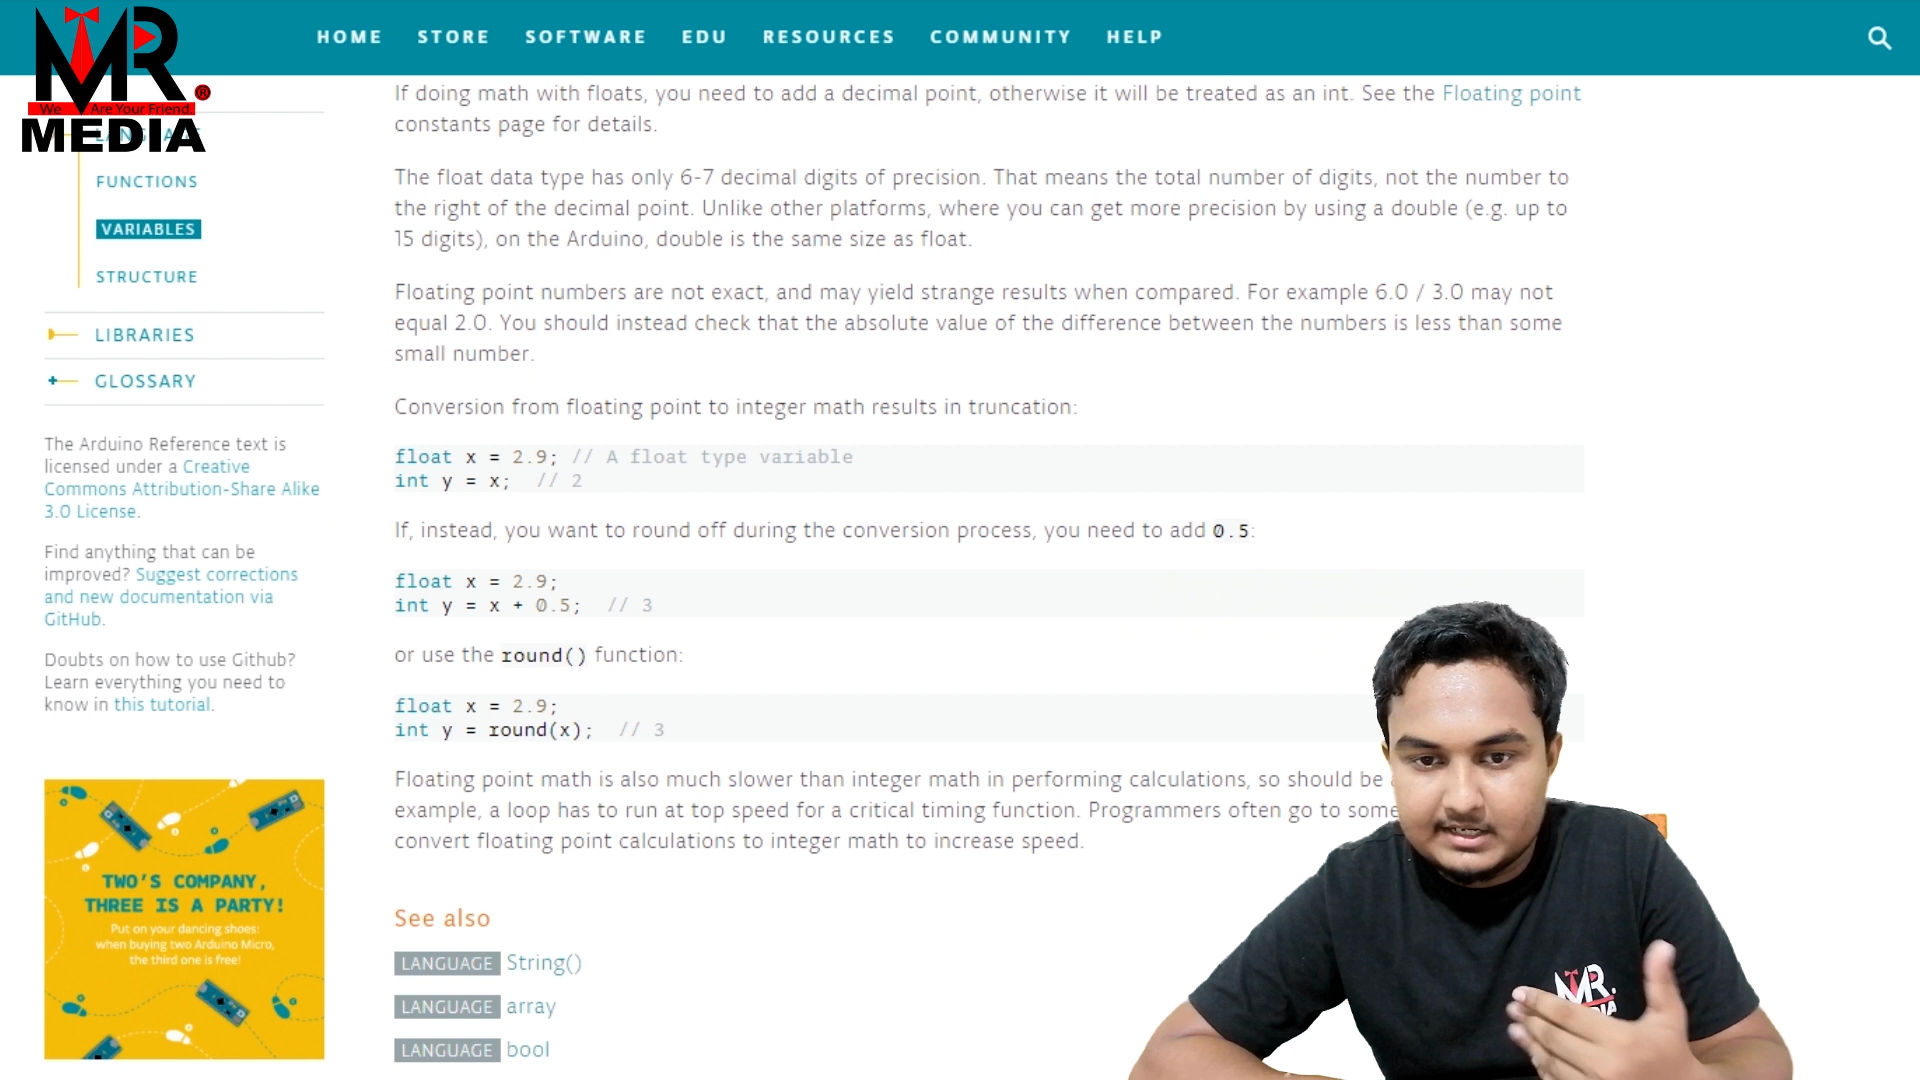 MR
®
We Are Your Friend
MEDIA
HOME STORE SOFTWARE EDU RESOURCES COMMUNITY HELP
LANGUAGE
FUNCTIONS
VARIABLES
STRUCTURE
LIBRARIES
GLOSSARY
The Arduino Reference text is
licensed under a Creative
Commons Attribution-Share Alike
3.0 License.
Find anything that can be
improved? Suggest corrections
and new documentation via
GitHub.
Doubts on how to use Github?
Learn everything you need to
know in this tutorial.
TWO'S COMPANY,
THREE IS A PARTY!
Put on your dancing shoes:
when buying two Arduino Micro,
the third one is free!
If doing math with floats, you need to add a decimal point, otherwise it will be treated as an int. See the Floating point
constants page for details.
The float data type has only 6-7 decimal digits of precision. That means the total number of digits, not the number to
the right of the decimal point. Unlike other platforms, where you can get more precision by using a double (e.g. up to
15 digits), on the Arduino, double is the same size as float.
Floating point numbers are not exact, and may yield strange results when compared. For example 6.0 / 3.0 may not
equal 2.0. You should instead check that the absolute value of the difference between the numbers is less than some
small number.
Conversion from floating point to integer math results in truncation:
float x = 2.9; // A float type variable
int y = x;  // 2
If, instead, you want to round off during the conversion process, you need to add 0.5:
float x = 2.9;
int y = x + 0.5;  // 3
or use the round() function:
float x = 2.9;
int y = round(x);  // 3
Floating point math is also much slower than integer math in performing calculations, so should be
example, a loop has to run at top speed for a critical timing function. Programmers often go to some
convert floating point calculations to integer math to increase speed.
See also
LANGUAGE String()
LANGUAGE array
LANGUAGE bool
MR.